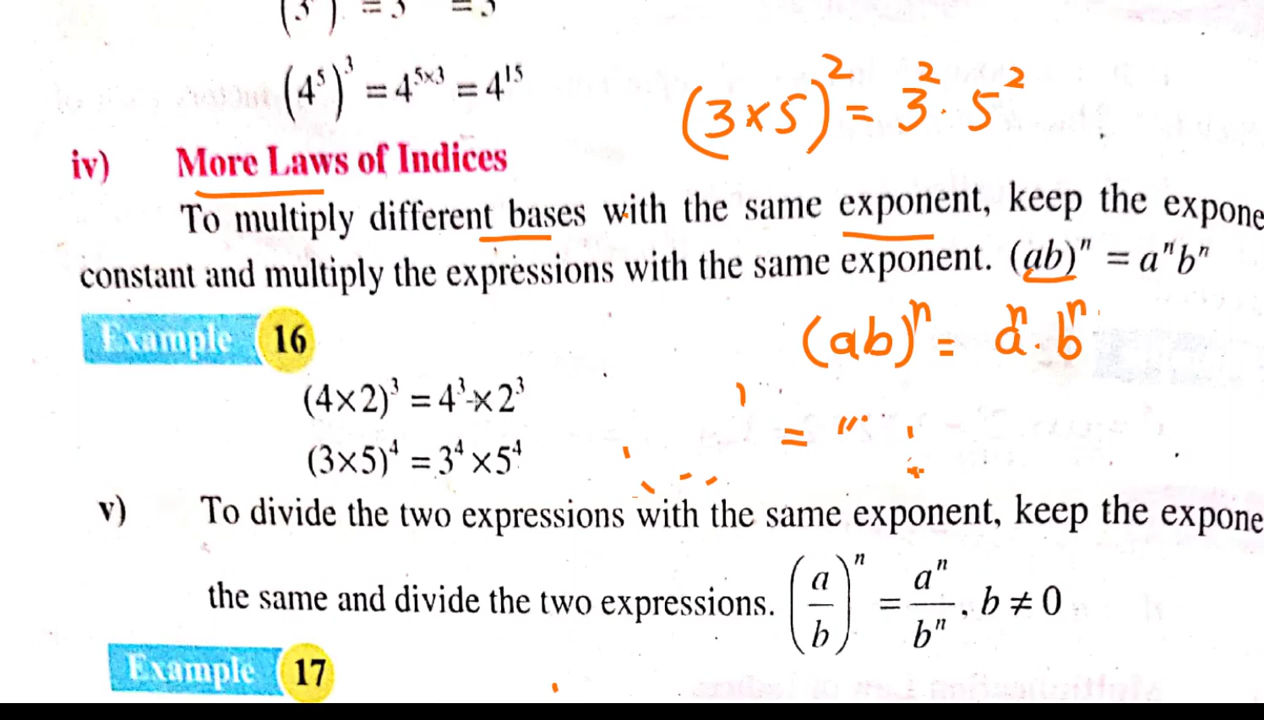 (4⁵)³ = 4⁵ˣ³ = 4¹⁵
(3×5)² = 3² · 5²
iv) More Laws of Indices
To multiply different bases with the same exponent, keep the expone
constant and multiply the expressions with the same exponent. (ab)ⁿ = aⁿbⁿ
Example 16
(ab)ⁿ = aⁿ · bⁿ
(4×2)³ = 4³×2³
(3×5)⁴ = 3⁴×5⁴
v) To divide the two expressions with the same exponent, keep the expone
the same and divide the two expressions. (a/b)ⁿ = aⁿ/bⁿ, b ≠ 0
Example 17